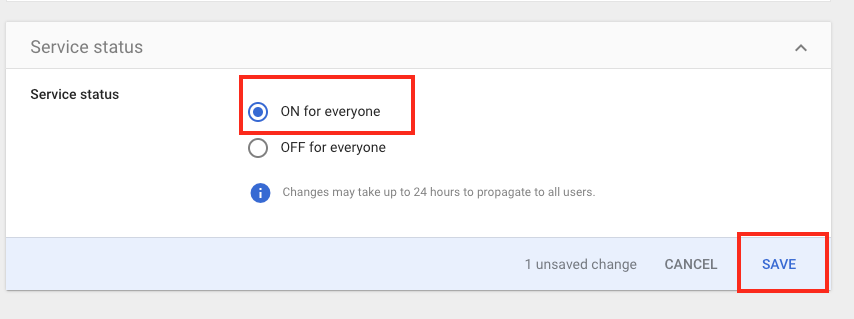 Service status
Service status
ON for everyone
OFF for everyone
Changes may take up to 24 hours to propagate to all users.
1 unsaved change CANCEL SAVE